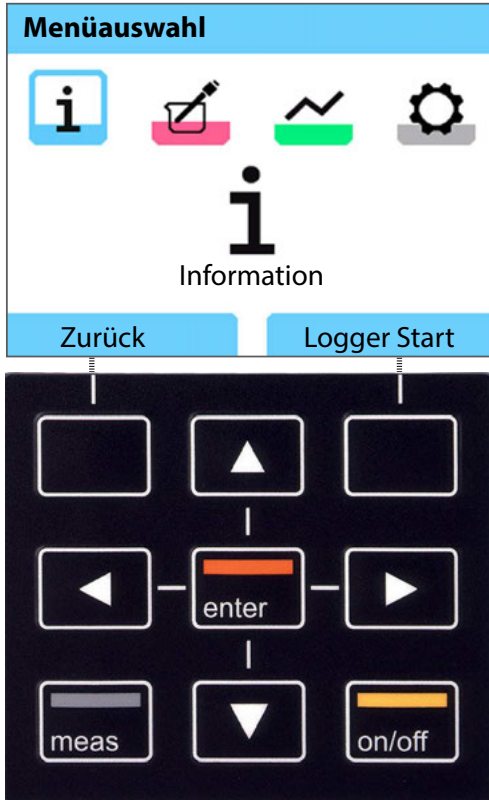 Menüauswahl
Information
Zurück
Logger Start
enter
meas
on/off